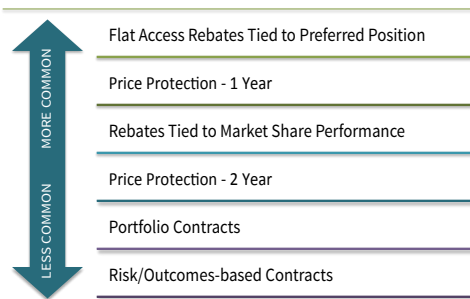 Flat Access Rebates Tied to Preferred Position
Price Protection - 1 Year
Rebates Tied to Market Share Performance
Price Protection - 2 Year
Portfolio Contracts
Risk/Outcomes-based Contracts
MORE COMMON
LESS COMMON